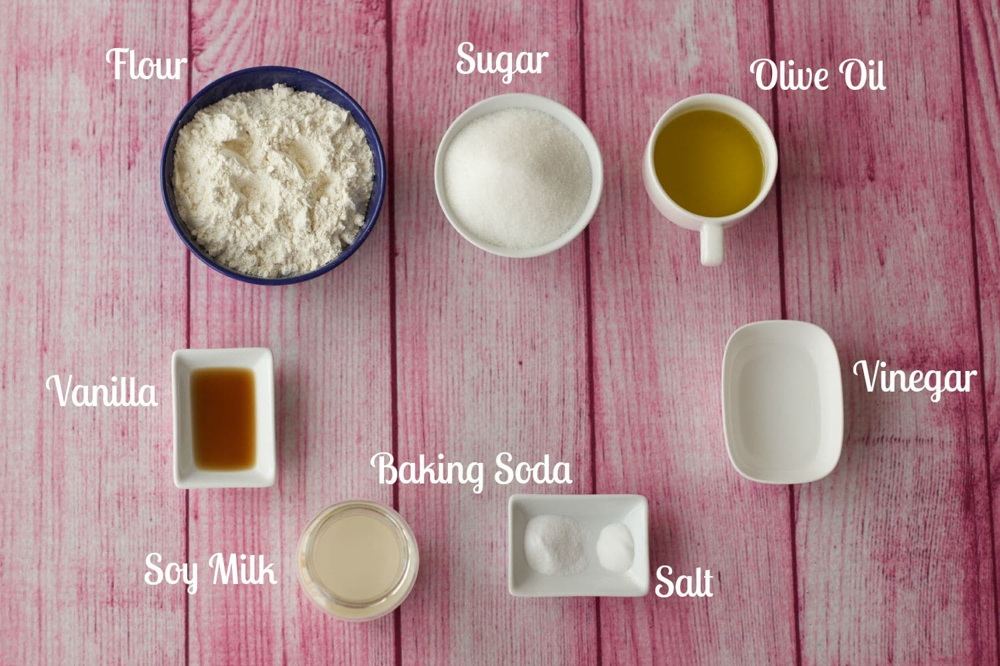 Flour
Sugar
Olive Oil
Vanilla
Vinegar
Baking Soda
Soy Milk
Salt